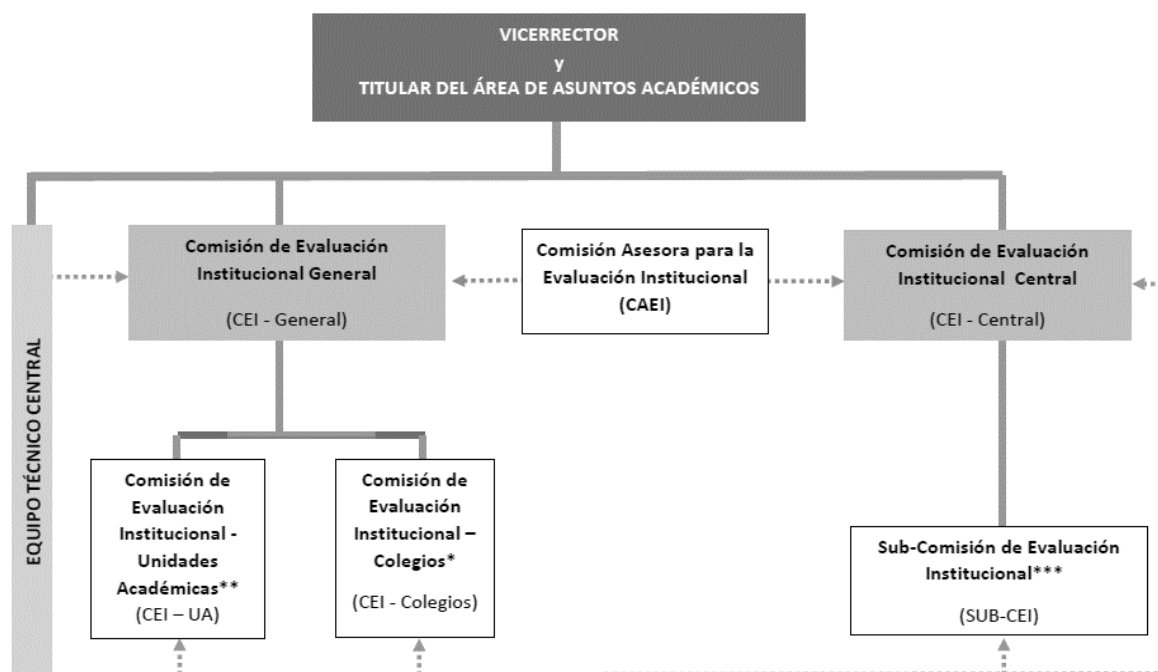 VICERRECTOR
y
TITULAR DEL ÁREA DE ASUNTOS ACADÉMICOS
EQUIPO TÉCNICO CENTRAL
Comisión de Evaluación
Institucional General
(CEI - General)
Comisión Asesora para la
Evaluación Institucional
(CAEI)
Comisión de Evaluación
Institucional Central
(CEI - Central)
Comisión de
Evaluación
Institucional -
Unidades
Académicas**
(CEI – UA)
Comisión de
Evaluación
Institucional –
Colegios*
(CEI - Colegios)
Sub-Comisión de Evaluación
Institucional***
(SUB-CEI)